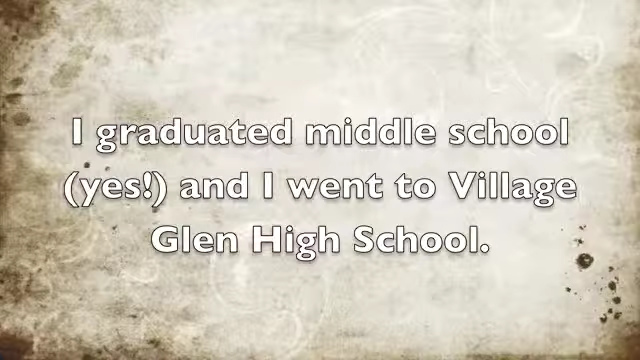 I graduated middle school
(yes!) and I went to Village
Glen High School.